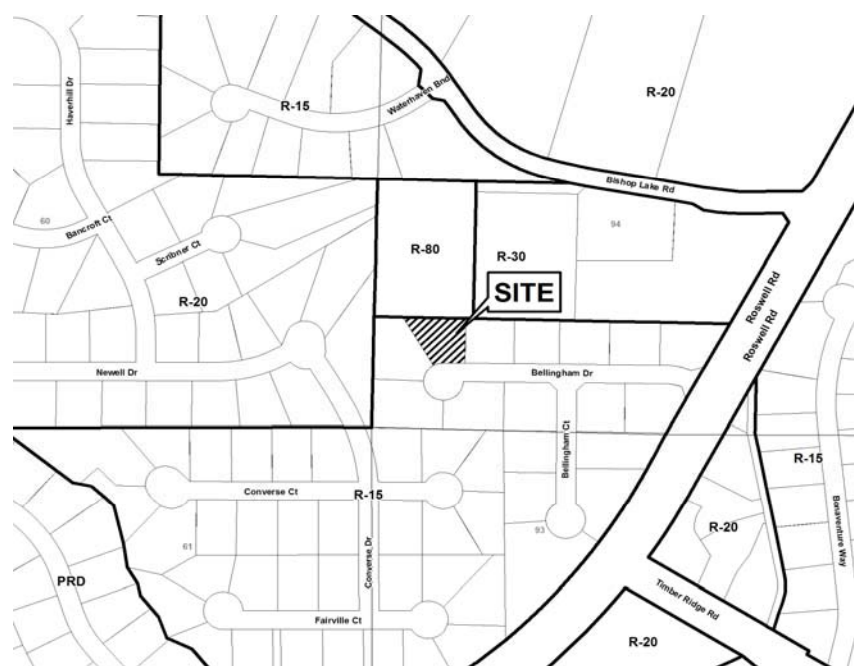 Haverhill Dr
R-15
Waterhaven Bnd
R-20
Bishop Lake Rd
60
Bancroft Ct
Scribner Ct
94
R-80
R-30
SITE
R-20
Roswell Rd
Roswell Rd
Newell Dr
Bellingham Dr
Bellingham Ct
R-15
Converse Ct
R-15
Bonaventure Way
R-20
93
61
Converse Dr
PRD
Timber Ridge Rd
Fairville Ct
R-20